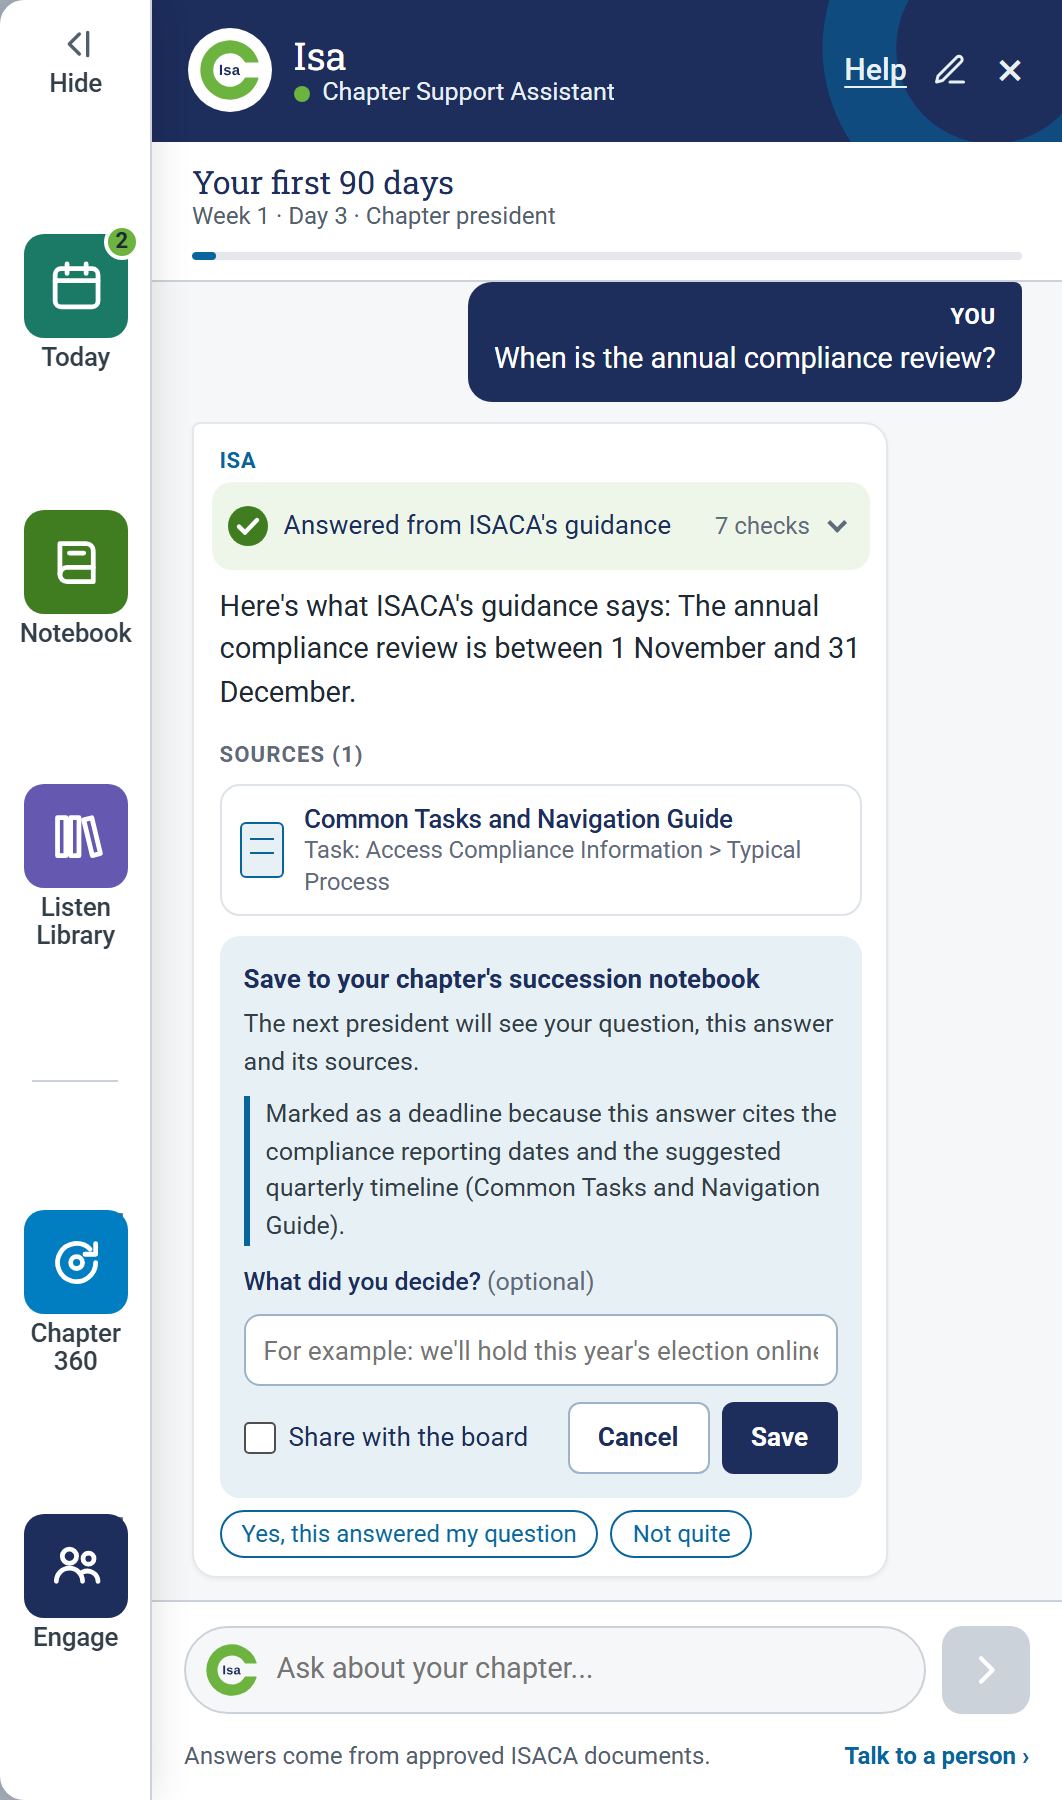 Hide
2
Today
Notebook
Listen
Library
Chapter
360
Engage
Isa
Isa
Chapter Support Assistant
Help
Your first 90 days
Week 1 · Day 3 · Chapter president
YOU
When is the annual compliance review?
ISA
Answered from ISACA's guidance
7 checks
Here's what ISACA's guidance says: The annual
compliance review is between 1 November and 31
December.
SOURCES (1)
Common Tasks and Navigation Guide
Task: Access Compliance Information > Typical
Process
Save to your chapter's succession notebook
The next president will see your question, this answer
and its sources.
Marked as a deadline because this answer cites the
compliance reporting dates and the suggested
quarterly timeline (Common Tasks and Navigation
Guide).
What did you decide? (optional)
For example: we'll hold this year's election online
Share with the board
Cancel
Save
Yes, this answered my question
Not quite
Isa
Ask about your chapter...
Answers come from approved ISACA documents.
Talk to a person ›